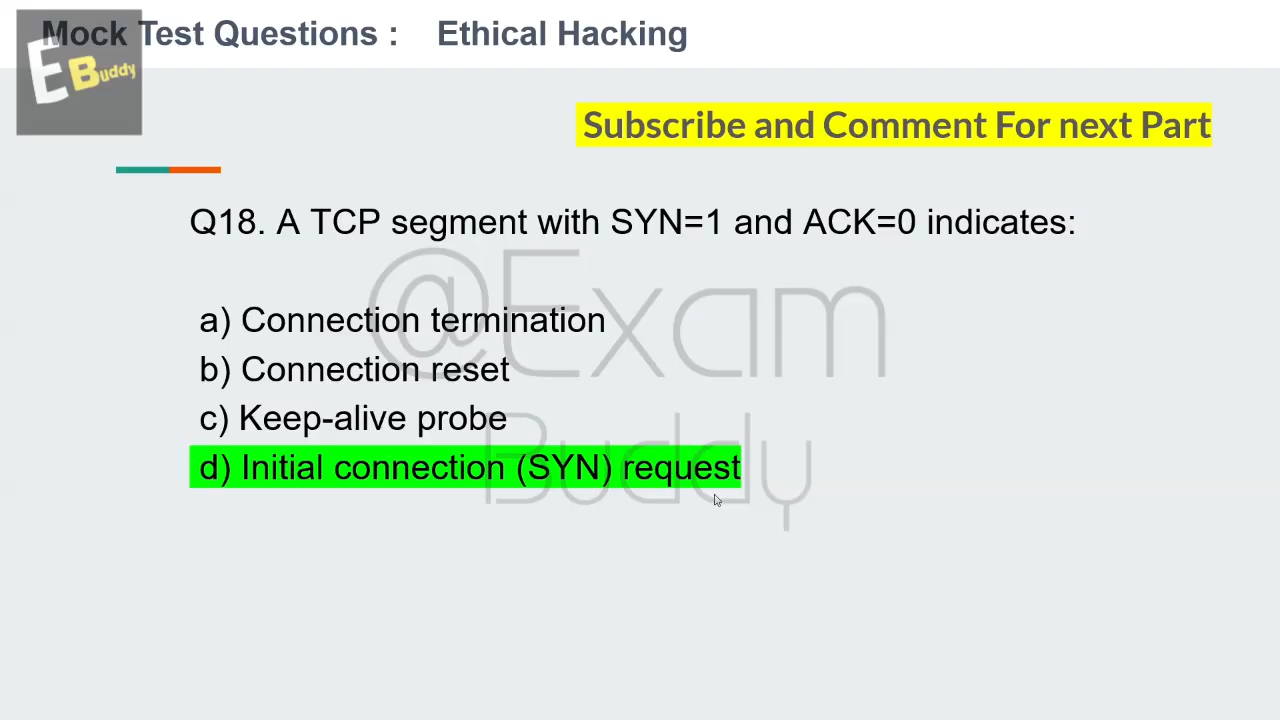 Mock Test Questions : Ethical Hacking
E Buddy
Subscribe and Comment For next Part
Q18. A TCP segment with SYN=1 and ACK=0 indicates:
@Exam
a) Connection termination
b) Connection reset
c) Keep-alive probe
Buddy
d) Initial connection (SYN) request